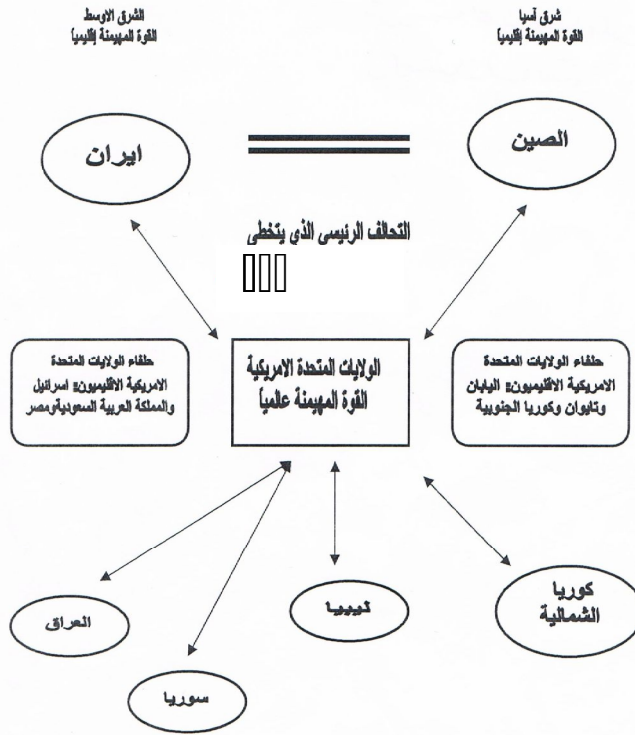 الشرق الاوسط
القوة المهيمنة إقليمياً
شرق آسيا
القوة المهيمنة إقليمياً
ايران
الصين
التحالف الرئيسي الذي يتخطى
حلفاء الولايات المتحدة
الامريكية الاقليميون: اسرائيل
والمملكة العربية السعودية ومصر
الولايات المتحدة الامريكية
القوة المهيمنة عالمياً
حلفاء الولايات المتحدة
الامريكية الاقليميون: اليابان
وتايوان وكوريا الجنوبية
العراق
سوريا
ليبيا
كوريا
الشمالية